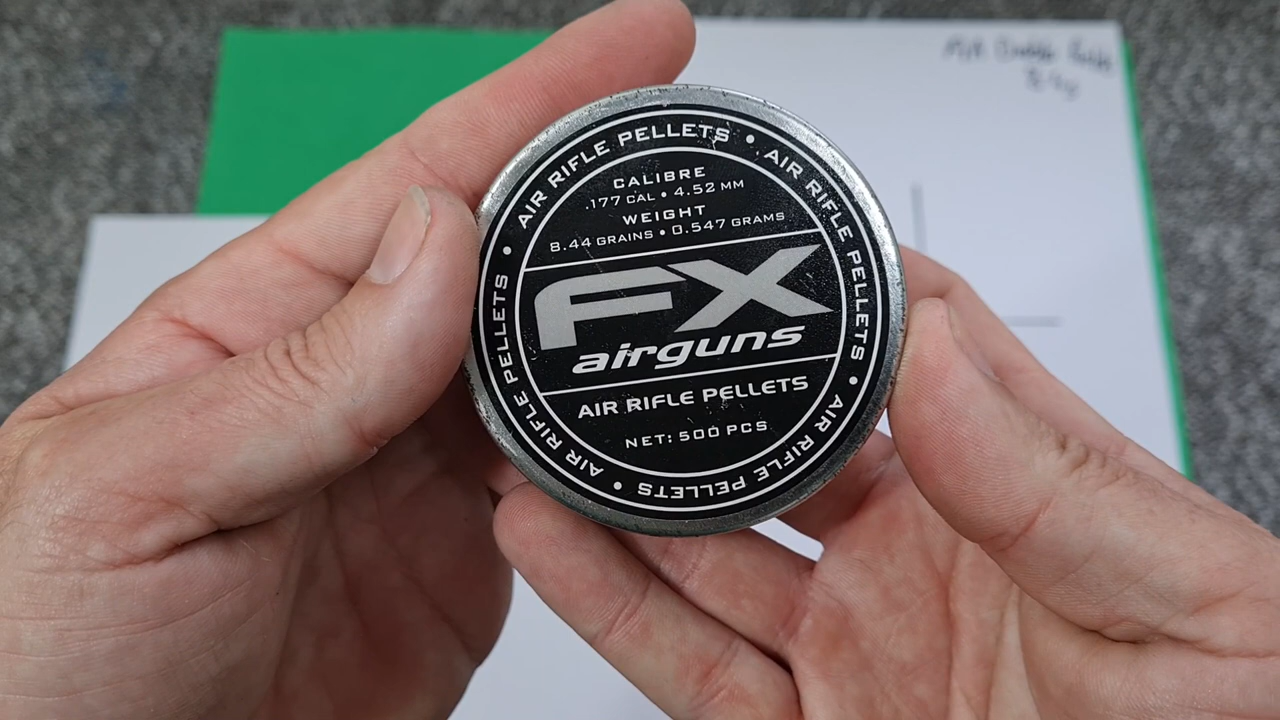 AIR RIFLE PELLETS • AIR RIFLE PELLETS • AIR RIFLE PELLETS • AIR RIFLE PELLETS •
CALIBRE
.177 CAL • 4.52 MM
WEIGHT
8.44 GRAINS • 0.547 GRAMS
FX
airguns
AIR RIFLE PELLETS
NET: 500 PCS